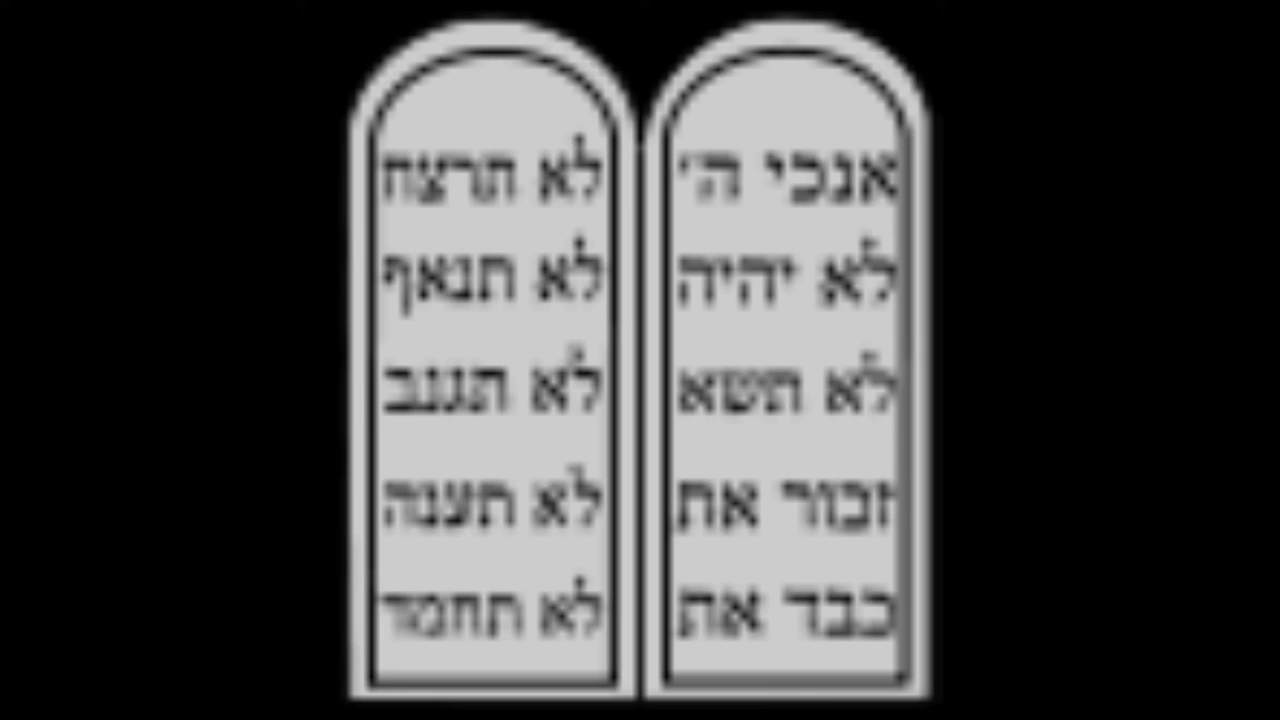 אנכי ה'
לא יהיה
לא תשא
זכור את
כבד את
לא תרצח
לא תנאף
לא תגנב
לא תענה
לא תחמד